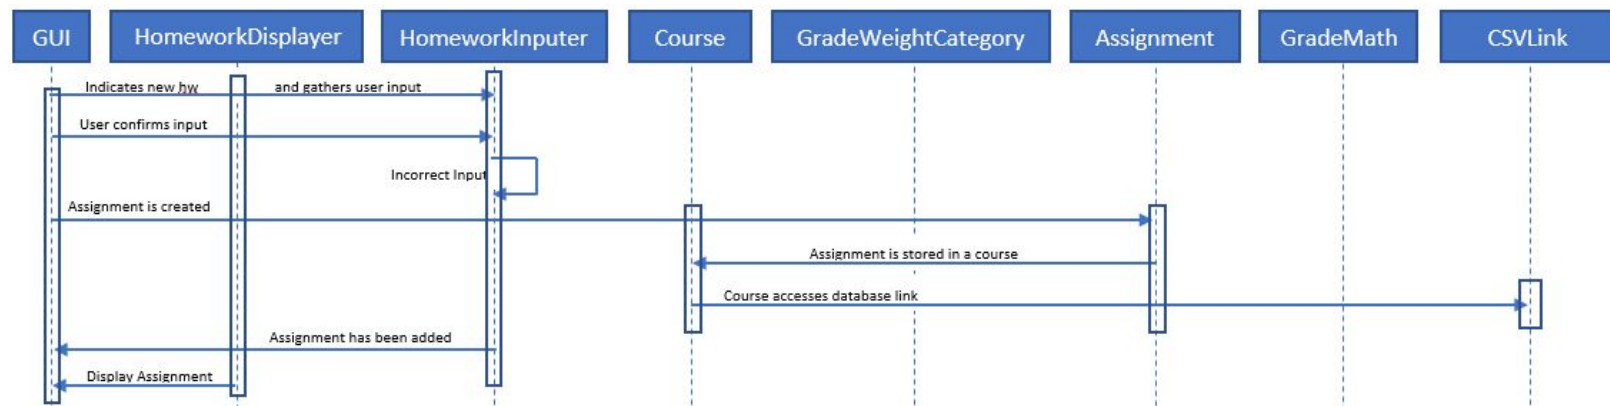 GUI
HomeworkDisplayer
HomeworkInputer
Course
GradeWeightCategory
Assignment
GradeMath
CSVLink
Indicates new hw and gathers user input
User confirms input
Incorrect Input
Assignment is created
Assignment is stored in a course
Course accesses database link
Assignment has been added
Display Assignment